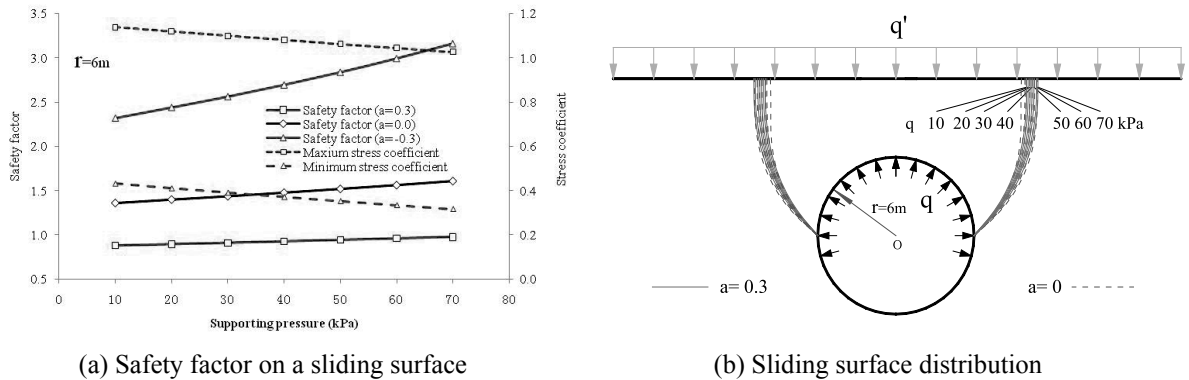 4.5
3.5
3.0
2.5
2.0
1.5
1.0
0.5
Safety factor
r=6m
Safety factor (a=0.3)
Safety factor (a=0.0)
Safety factor (a=-0.3)
Maxium stress coefficient
Minimum stress coefficient
1.2
1.0
0.8
0.6
0.4
0.2
0.0
Stress coefficient
0 10 20 30 40 50 60 70 80
Supporting pressure (kPa)
(a) Safety factor on a sliding surface
q'
q 10 20 30 40 50 60 70 kPa
r=6m
q
O
a= 0.3
a= 0
(b) Sliding surface distribution